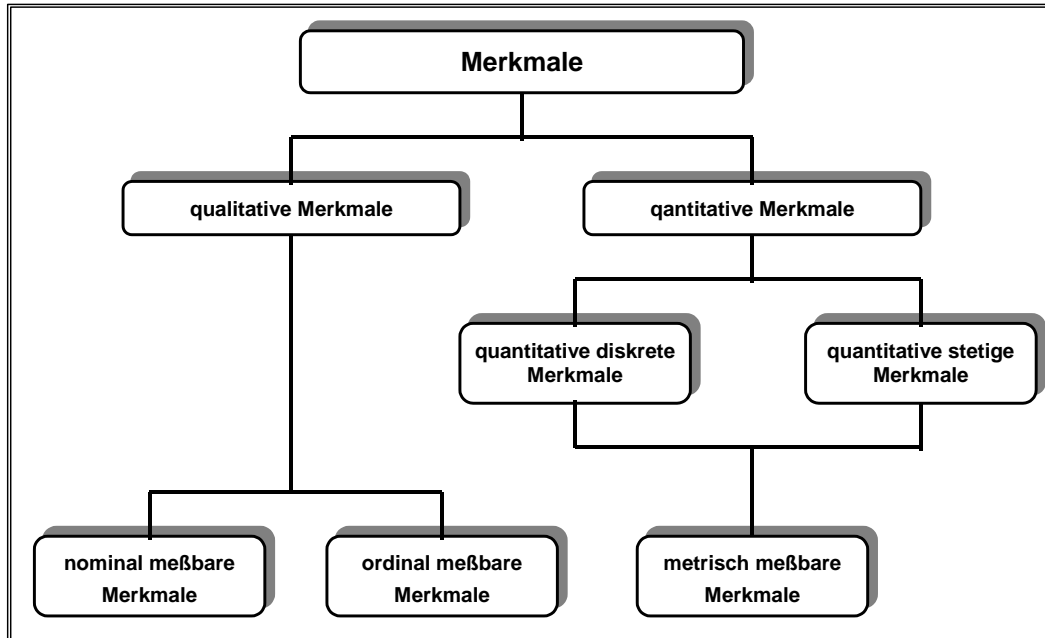 Merkmale
qualitative Merkmale
qantitative Merkmale
quantitative diskrete
Merkmale
quantitative stetige
Merkmale
nominal meßbare
Merkmale
ordinal meßbare
Merkmale
metrisch meßbare
Merkmale